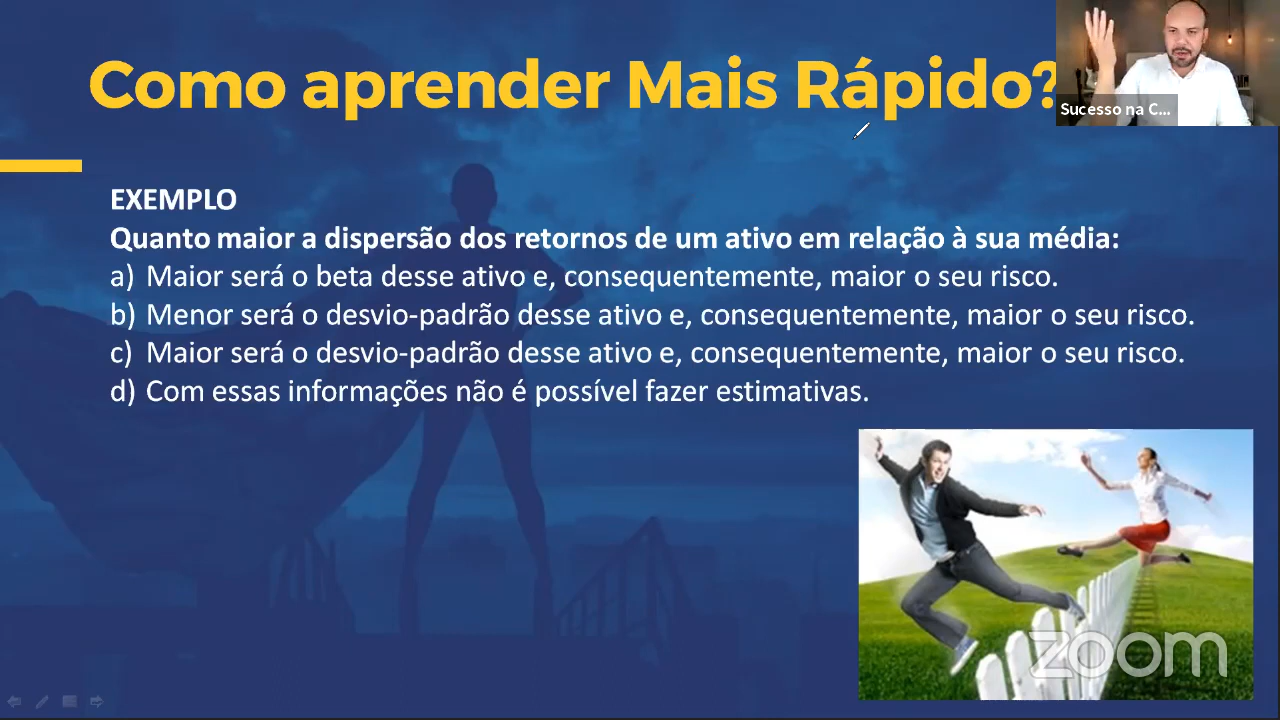 Como aprender Mais Rápido?
Sucesso na C...
EXEMPLO
Quanto maior a dispersão dos retornos de um ativo em relação à sua média:
a) Maior será o beta desse ativo e, consequentemente, maior o seu risco.
b) Menor será o desvio-padrão desse ativo e, consequentemente, maior o seu risco.
c) Maior será o desvio-padrão desse ativo e, consequentemente, maior o seu risco.
d) Com essas informações não é possível fazer estimativas.
zoom